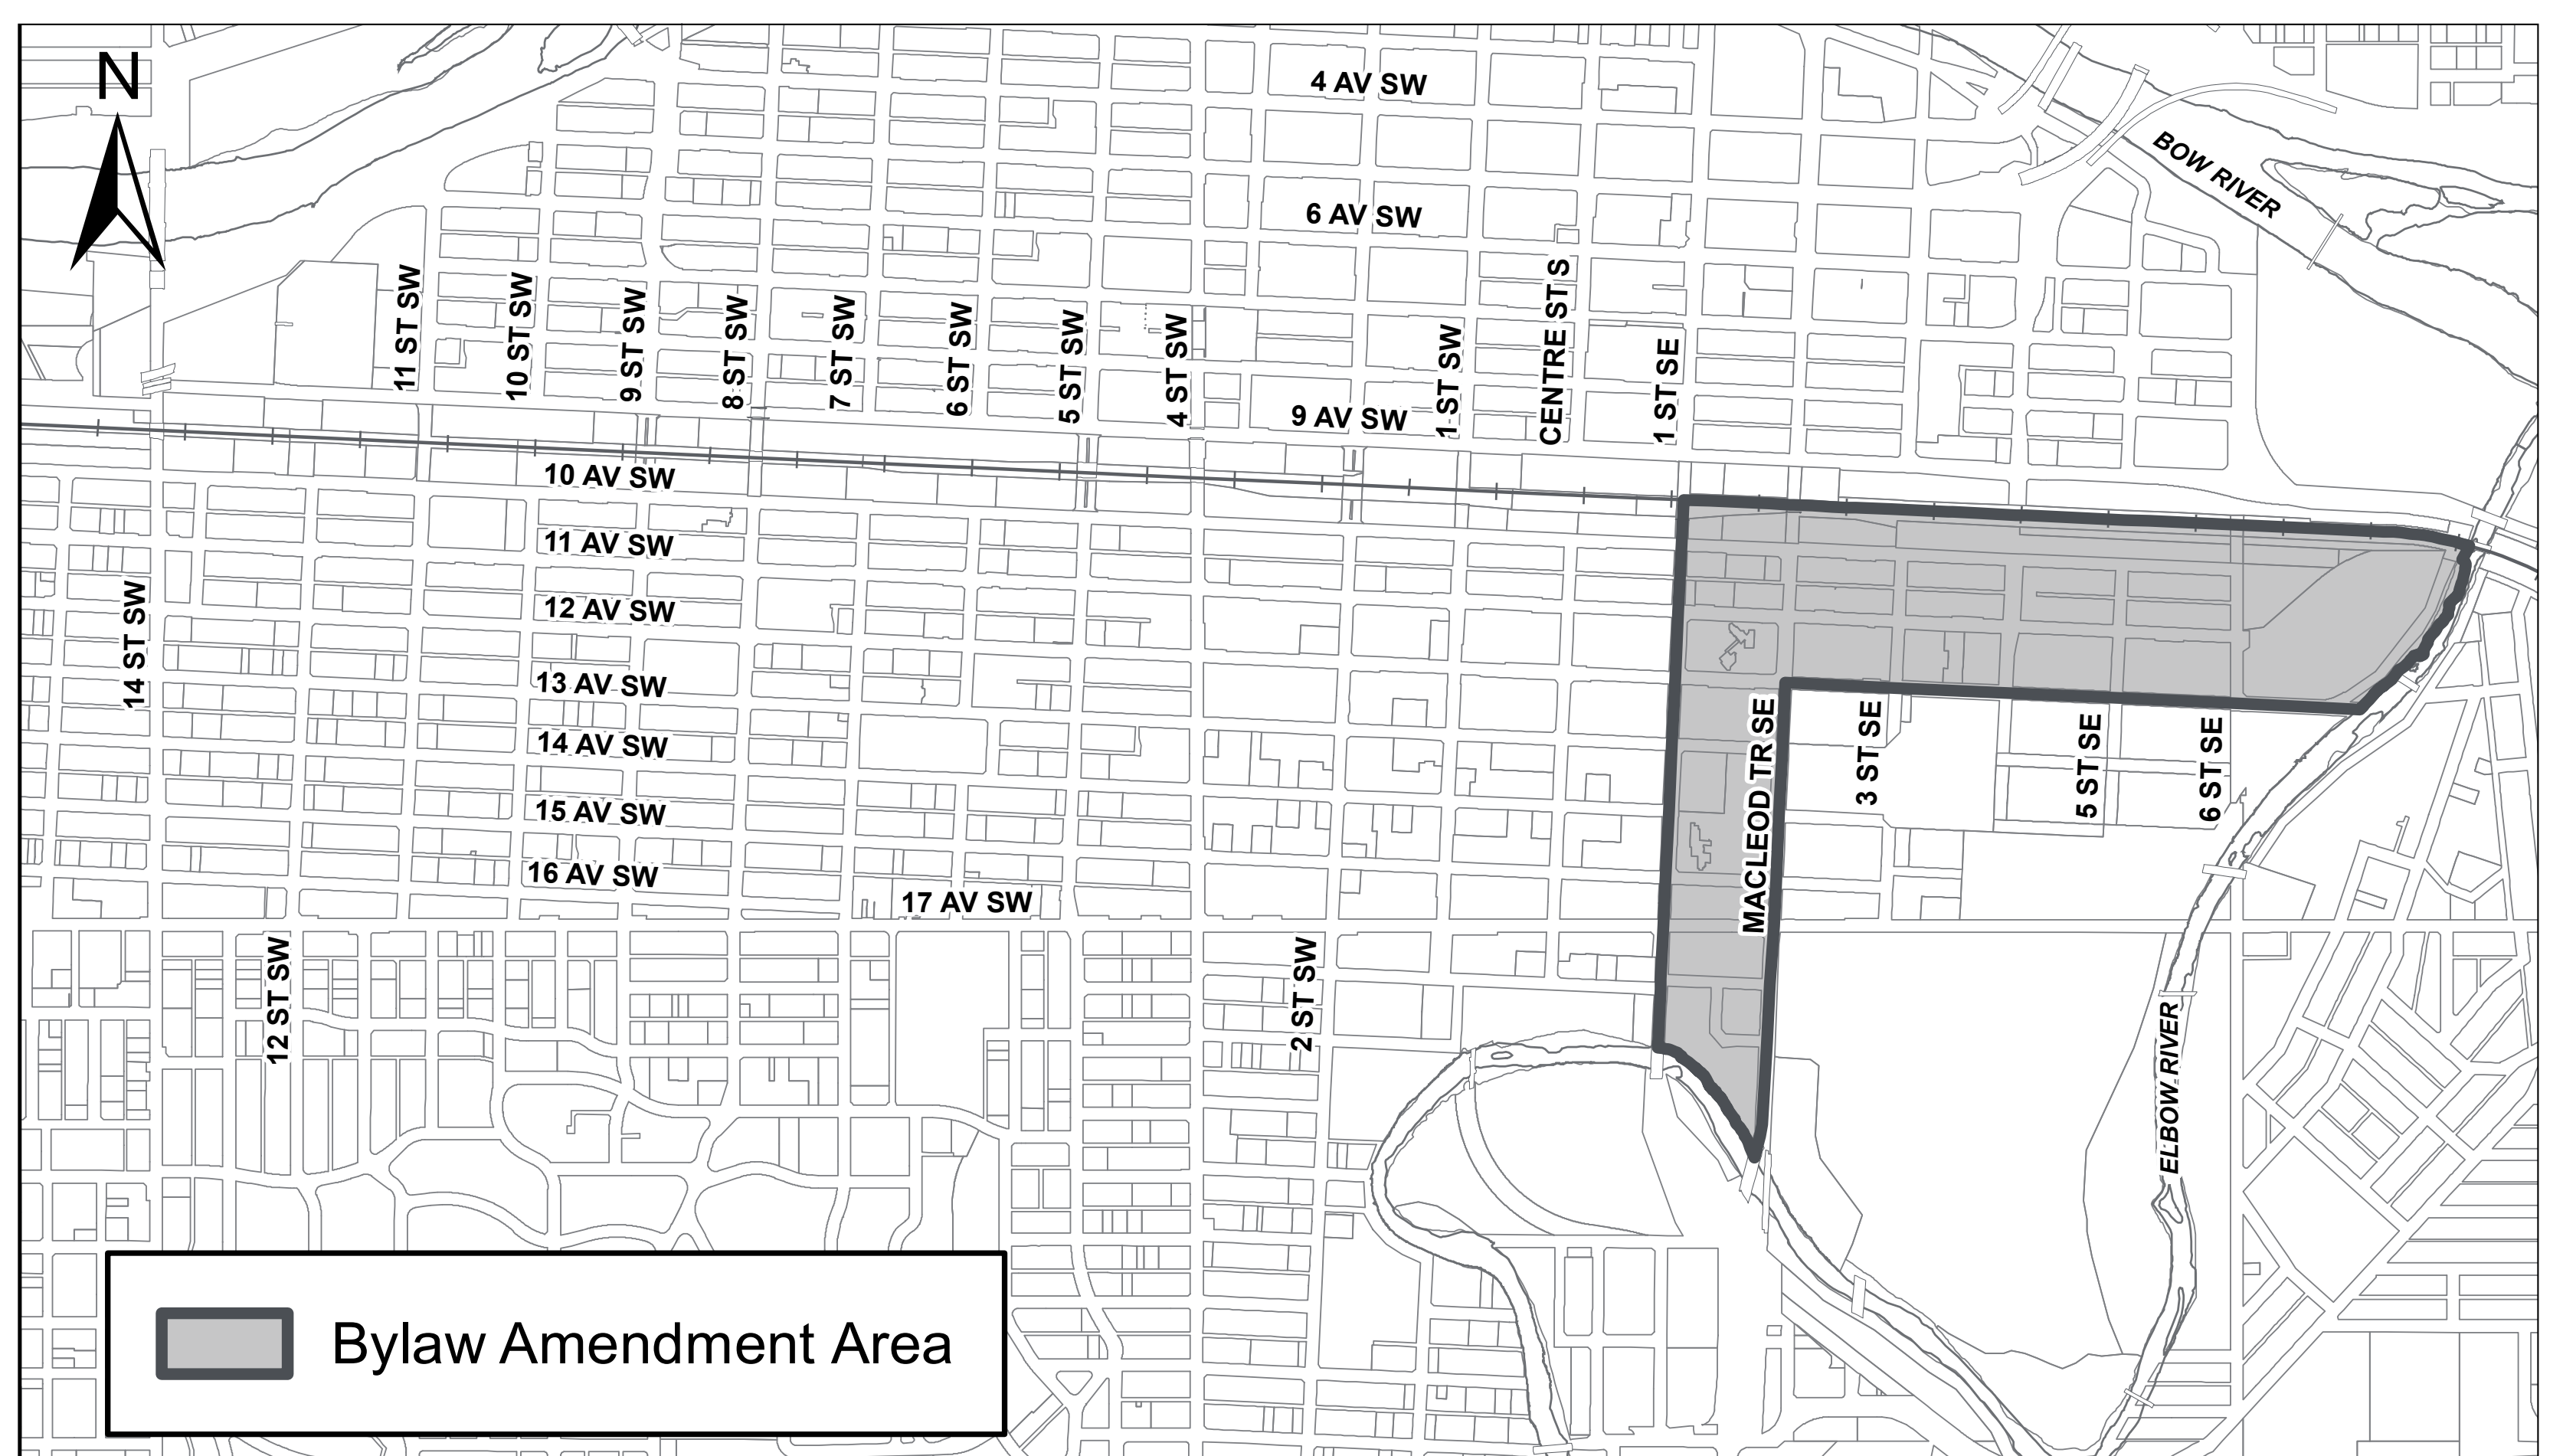 N
4 AV SW
BOW RIVER
6 AV SW
11 ST SW
10 ST SW
9 ST SW
8 ST SW
7 ST SW
6 ST SW
5 ST SW
4 ST SW
1 ST SW
CENTRE ST S
1 ST SE
9 AV SW
10 AV SW
11 AV SW
12 AV SW
14 ST SW
13 AV SW
14 AV SW
15 AV SW
16 AV SW
17 AV SW
MACLEOD TR SE
3 ST SE
5 ST SE
6 ST SE
12 ST SW
2 ST SW
ELBOW RIVER
Bylaw Amendment Area